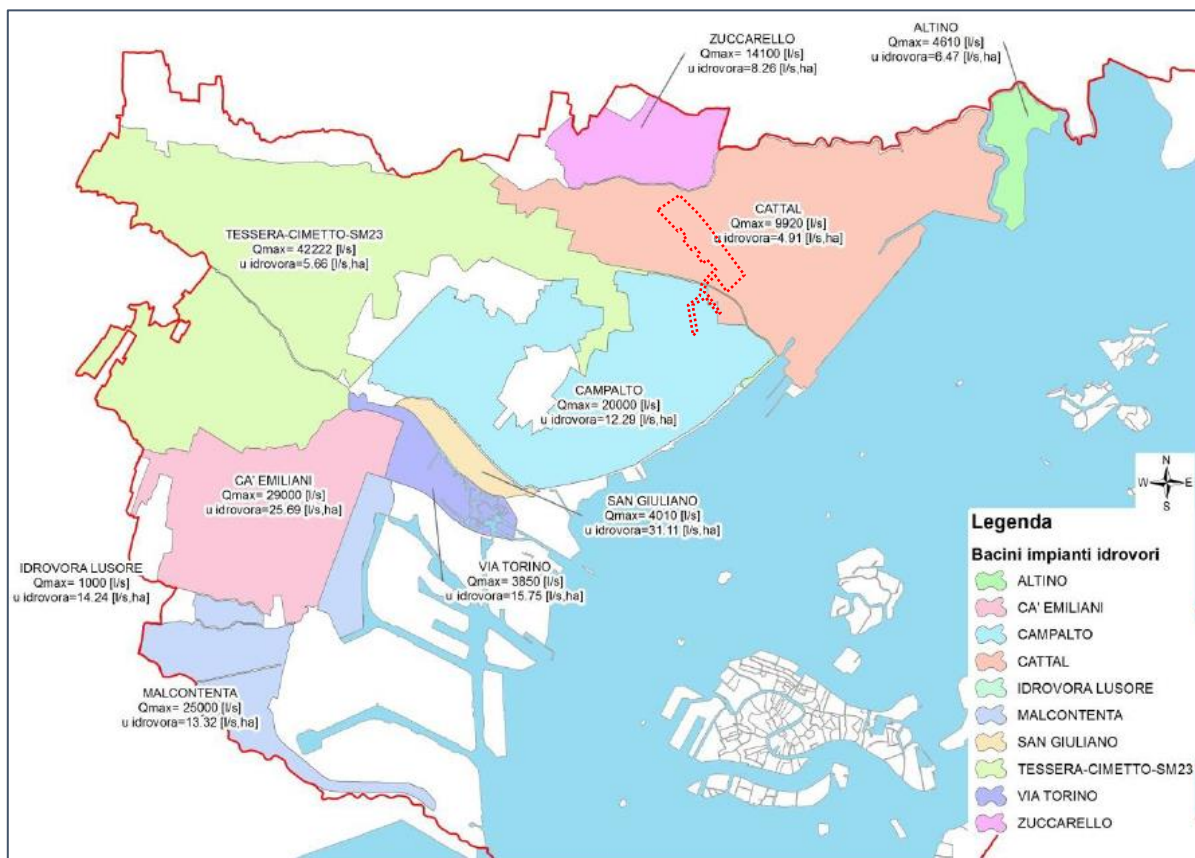 ZUCCARELLO
Qmax= 14100 [l/s]
u idrovora=8.26 [l/s,ha]
ALTINO
Qmax= 4610 [l/s]
u idrovora=6.47 [l/s,ha]
CATTAL
Qmax= 9920 [l/s]
u idrovora=4.91 [l/s,ha]
TESSERA-CIMETTO-SM23
Qmax= 42222 [l/s]
u idrovora=5.66 [l/s,ha]
CAMPALTO
Qmax= 20000 [l/s]
u idrovora=12.29 [l/s,ha]
CA' EMILIANI
Qmax= 29000 [l/s]
u idrovora=25.69 [l/s,ha]
SAN GIULIANO
Qmax= 4010 [l/s]
u idrovora=31.11 [l/s,ha]
IDROVORA LUSORE
Qmax= 1000 [l/s]
u idrovora=14.24 [l/s,ha]
VIA TORINO
Qmax= 3850 [l/s]
u idrovora=15.75 [l/s,ha]
MALCONTENTA
Qmax= 25000 [l/s]
u idrovora=13.32 [l/s,ha]
N
W E
S
Legenda
Bacini impianti idrovori
ALTINO
CA' EMILIANI
CAMPALTO
CATTAL
IDROVORA LUSORE
MALCONTENTA
SAN GIULIANO
TESSERA-CIMETTO-SM23
VIA TORINO
ZUCCARELLO